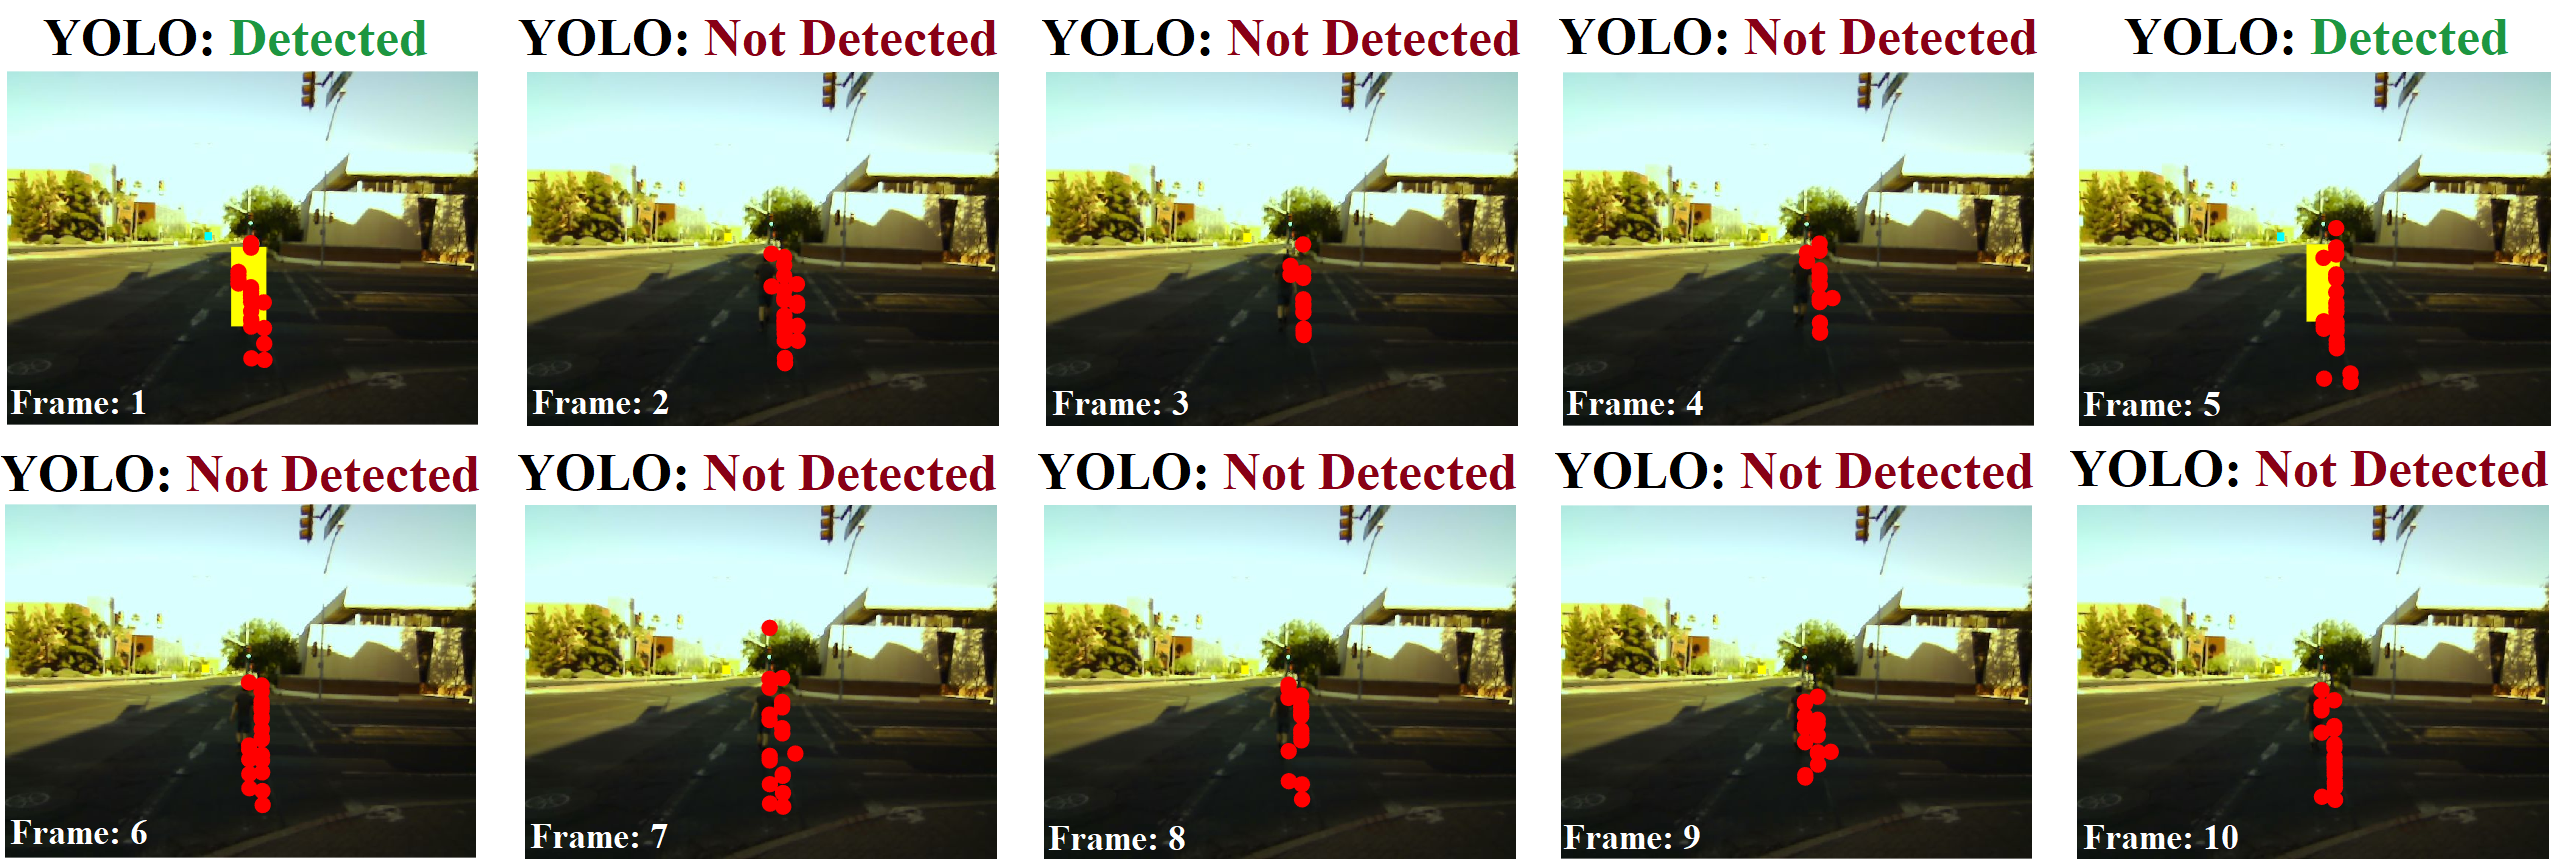 YOLO: Detected
YOLO: Not Detected
YOLO: Not Detected
YOLO: Not Detected
YOLO: Detected
Frame: 1
Frame: 2
Frame: 3
Frame: 4
Frame: 5
YOLO: Not Detected
YOLO: Not Detected
YOLO: Not Detected
YOLO: Not Detected
YOLO: Not Detected
Frame: 6
Frame: 7
Frame: 8
Frame: 9
Frame: 10